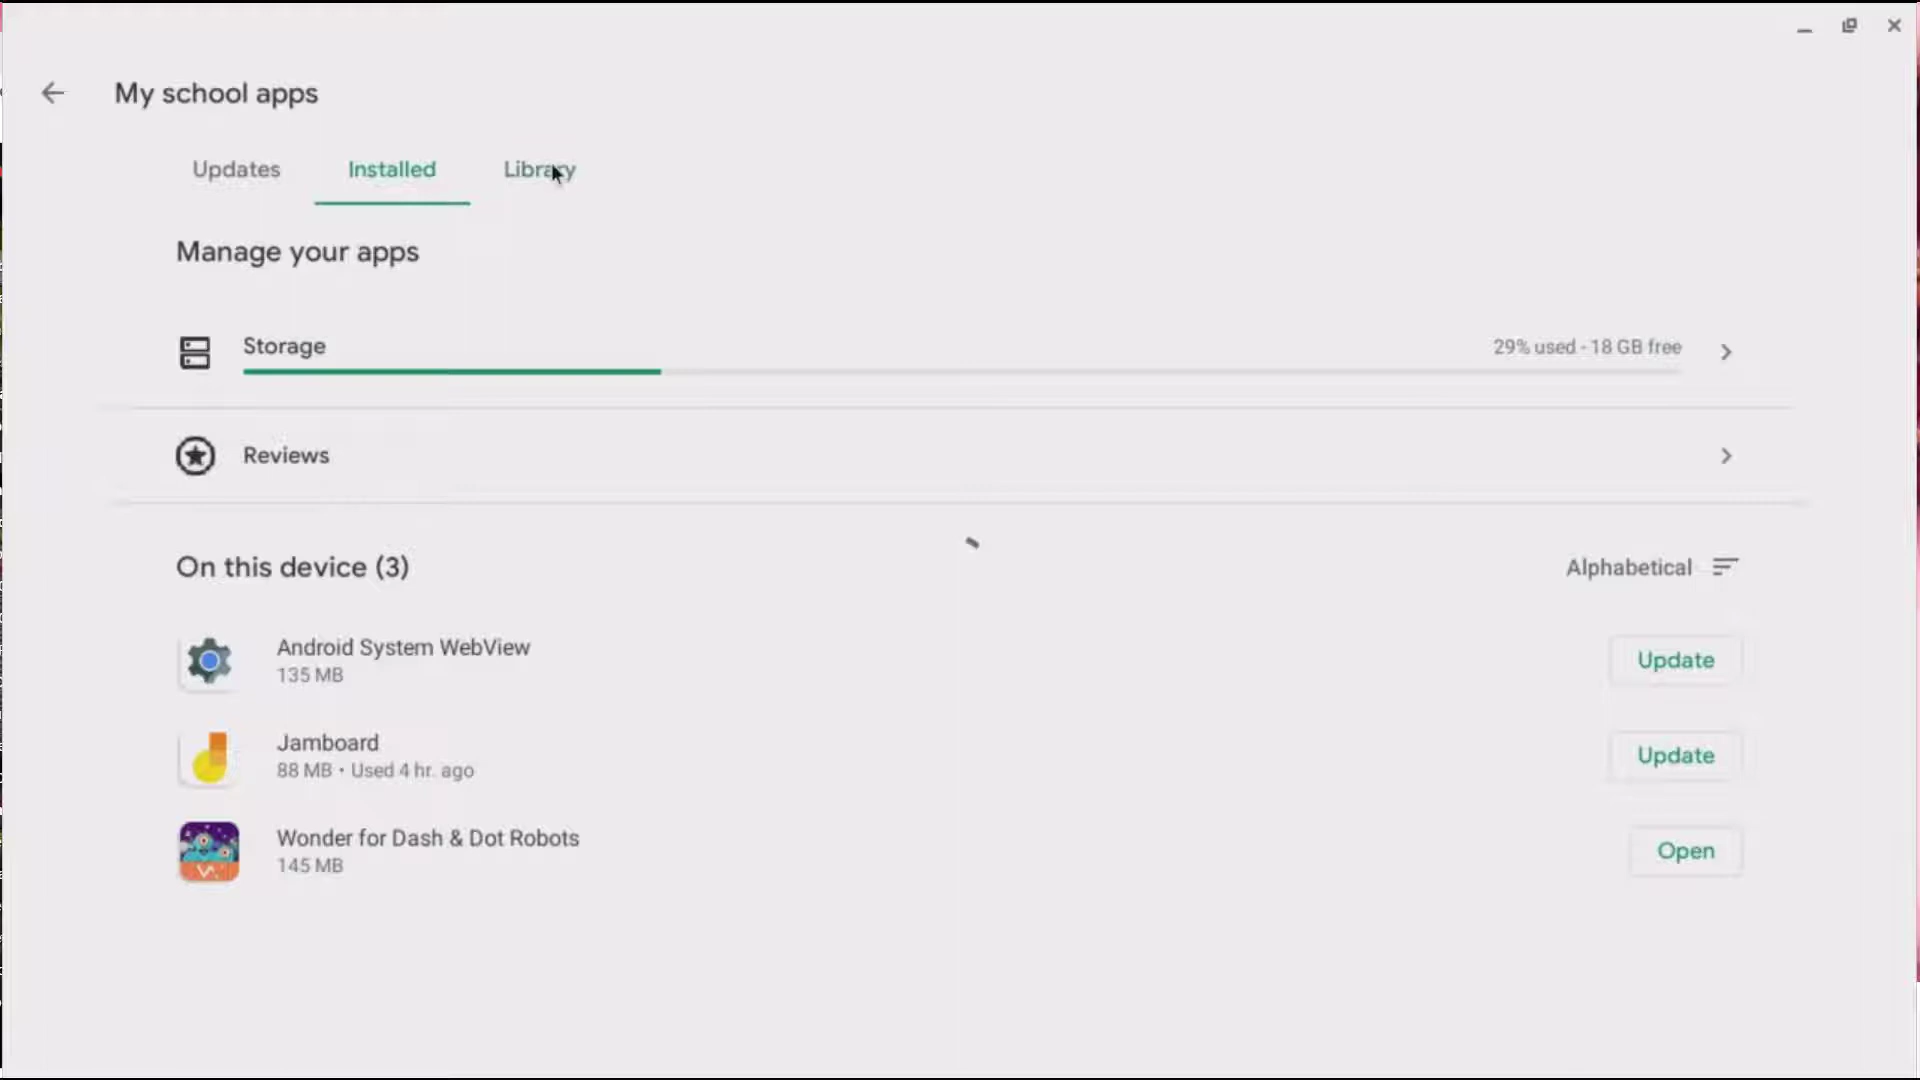 My school apps
Updates Installed Library
Manage your apps
Storage 29% used - 18 GB free
Reviews
On this device (3) Alphabetical
Android System WebView
135 MB
Update
Jamboard
88 MB • Used 4 hr. ago
Update
Wonder for Dash & Dot Robots
145 MB
Open